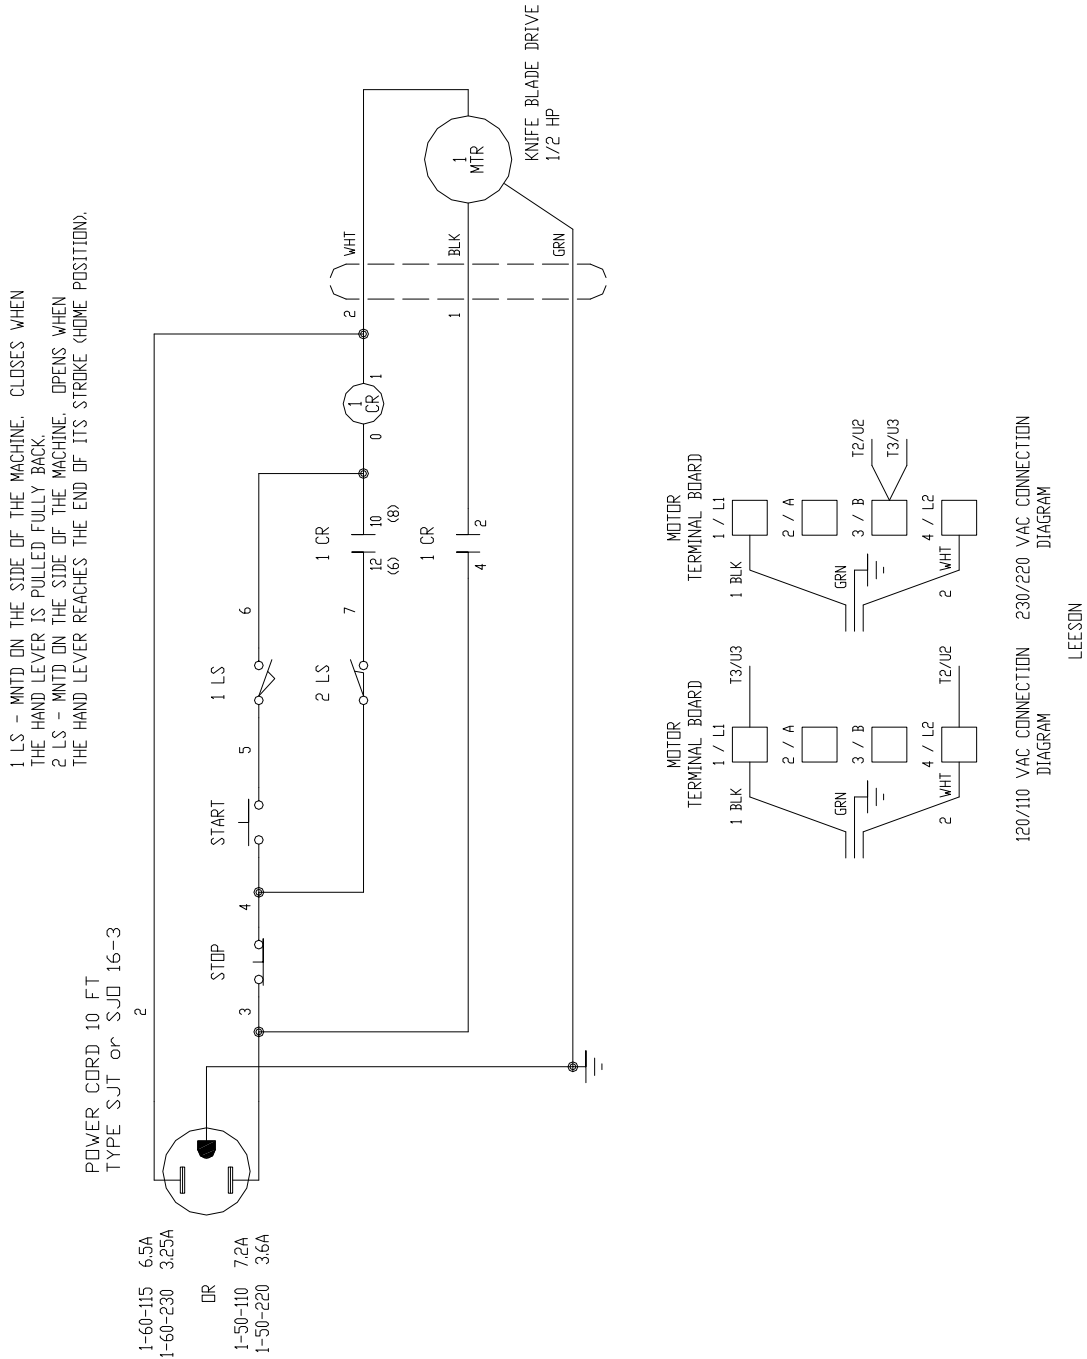 1 LS - MNTD ON THE SIDE OF THE MACHINE. CLOSES WHEN
THE HAND LEVER IS PULLED FULLY BACK.
2 LS - MNTD ON THE SIDE OF THE MACHINE. OPENS WHEN
THE HAND LEVER REACHES THE END OF ITS STROKE (HOME POSITION).
POWER CORD 10 FT
TYPE SJT or SJO 16-3
1-60-115 6.5A
1-60-230 3.25A
OR
1-50-110 7.2A
1-50-220 3.6A
2
3
STOP
4
START
5
1 LS
6
2 LS
7
1 CR
12
(6)
10
(8)
0
1
CR
1
2
WHT
1 CR
4
2
1
BLK
GRN
1
MTR
KNIFE BLADE DRIVE
1/2 HP
MOTOR
TERMINAL BOARD
1 BLK
1 / L1
T3/U3
2 / A
GRN
3 / B
2
WHT
4 / L2
T2/U2
120/110 VAC CONNECTION
DIAGRAM
MOTOR
TERMINAL BOARD
1 BLK
1 / L1
2 / A
GRN
3 / B
T2/U2
T3/U3
2
WHT
4 / L2
230/220 VAC CONNECTION
DIAGRAM
LEESON